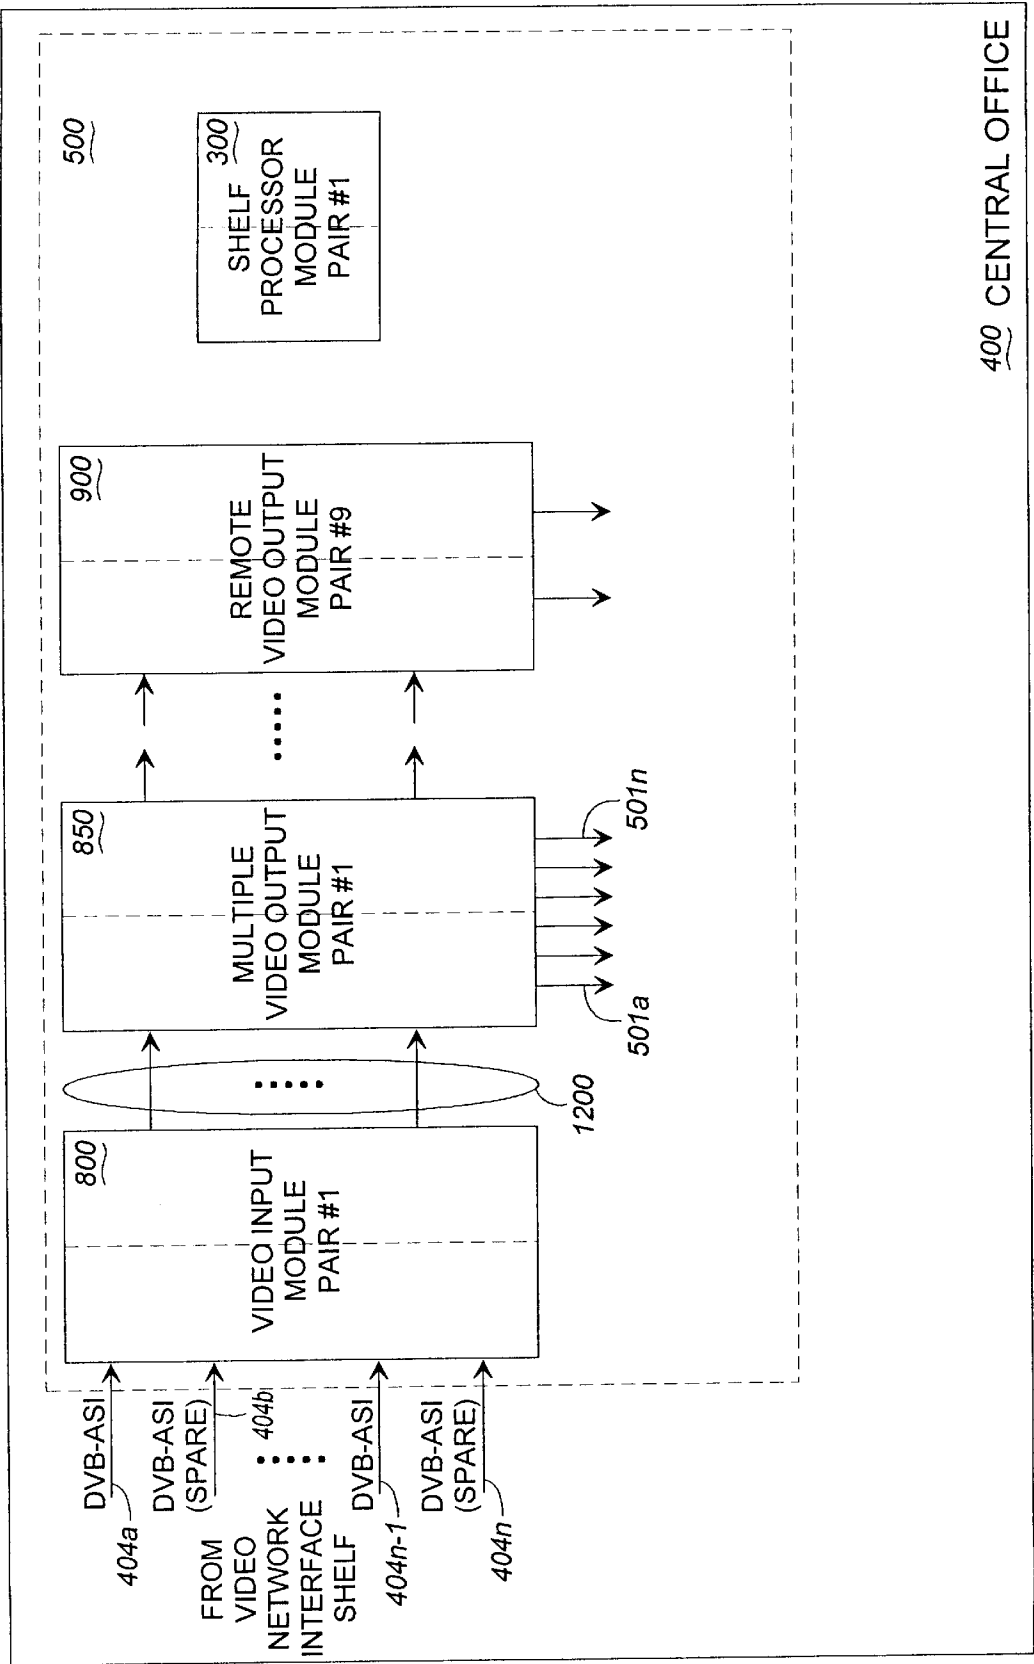 500
300
SHELF
PROCESSOR
MODULE
PAIR #1
900
REMOTE
VIDEO OUTPUT
MODULE
PAIR #9
850
MULTIPLE
VIDEO OUTPUT
MODULE
PAIR #1
501n
501a
1200
800
VIDEO INPUT
MODULE
PAIR #1
DVB-ASI
404a
DVB-ASI
(SPARE)
404b
FROM
VIDEO
NETWORK
INTERFACE
SHELF
DVB-ASI
404n-1
DVB-ASI
(SPARE)
404n
400 CENTRAL OFFICE